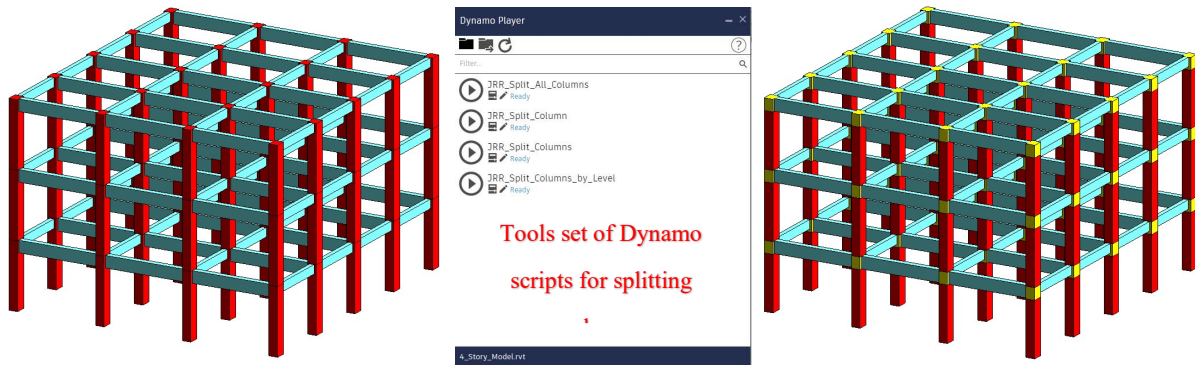 Dynamo Player
Filter...
JRR_Split_All_Columns
Ready
JRR_Split_Column
Ready
JRR_Split_Columns
Ready
JRR_Split_Columns_by_Level
Ready
Tools set of Dynamo
scripts for splitting
4_Story_Model.rvt